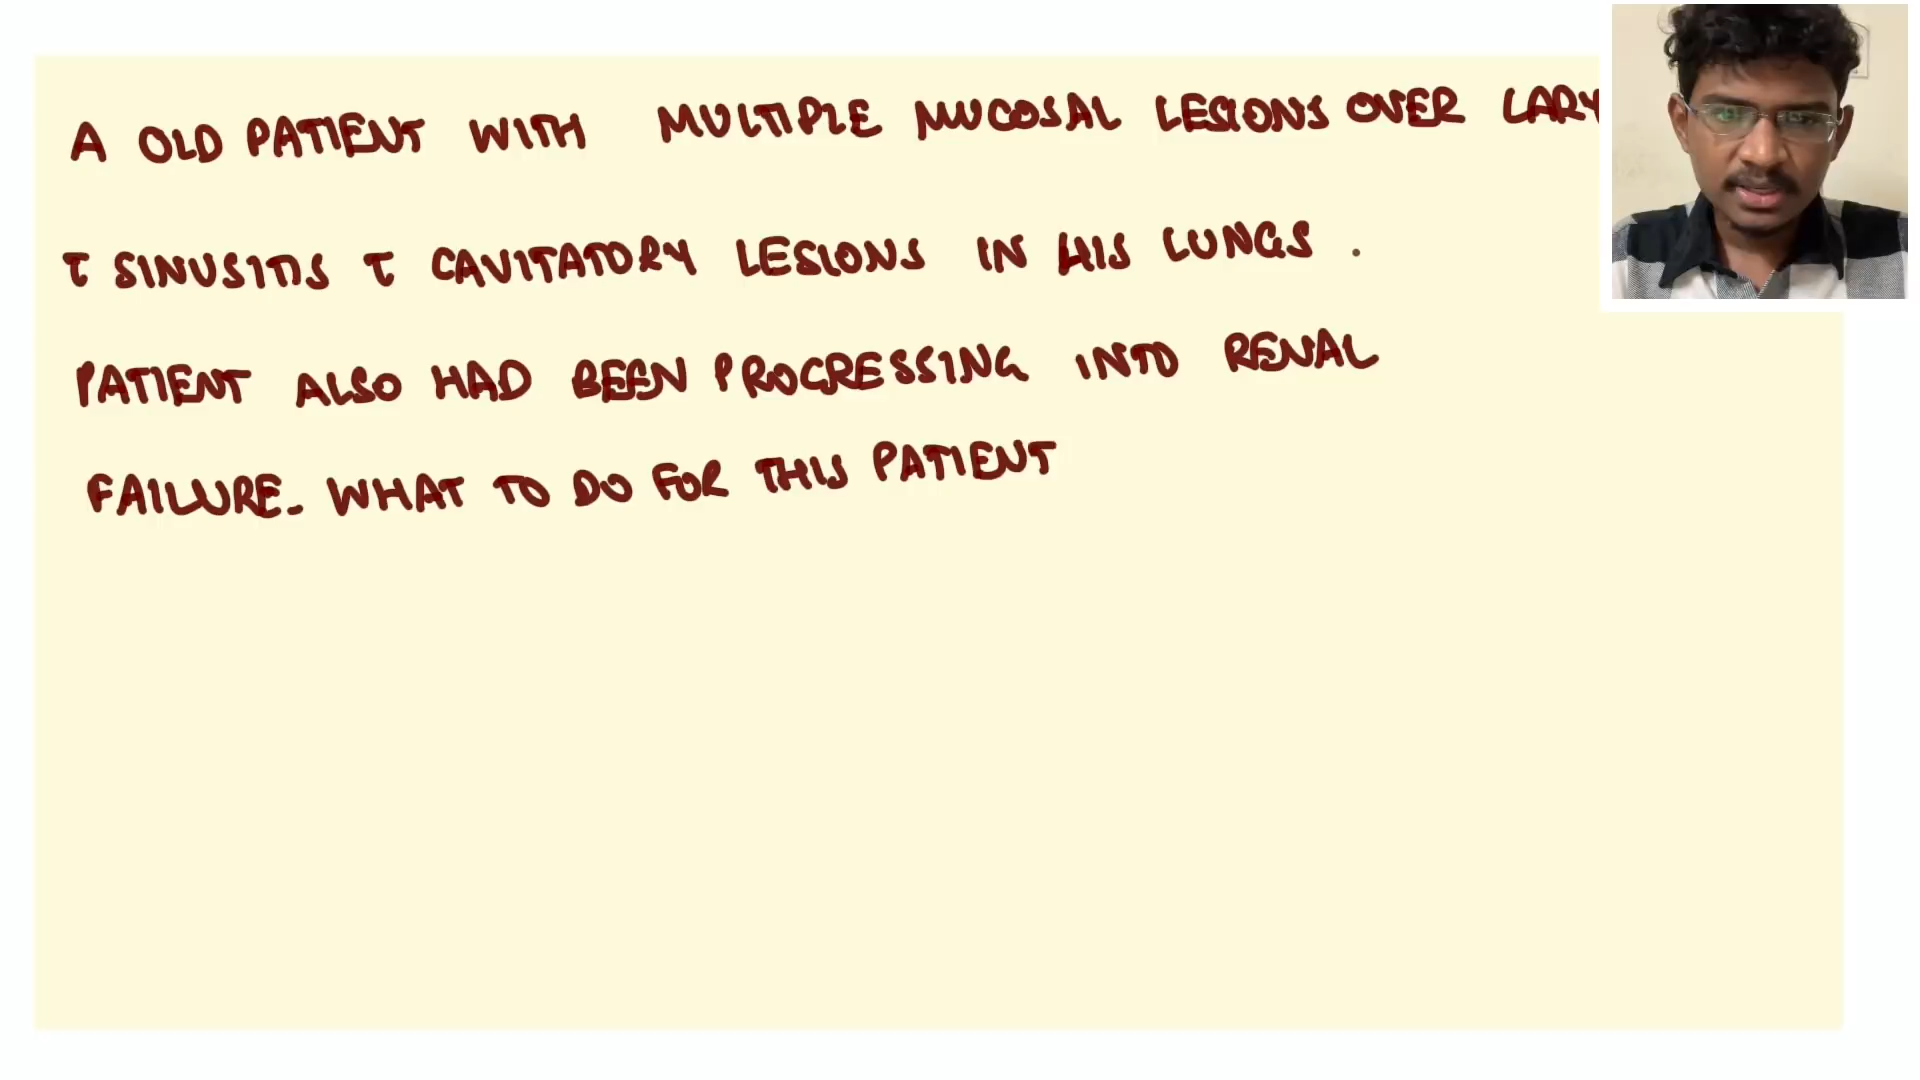 A OLD PATIENT WITH MULTIPLE MUCOSAL LESIONS OVER
τ SINUSITIS τ CAVITATORY LESIONS IN HIS LUNGS .
PATIENT ALSO HAD BEEN PROGRESSING INTO RENAL
FAILURE. WHAT TO DO FOR THIS PATIENT